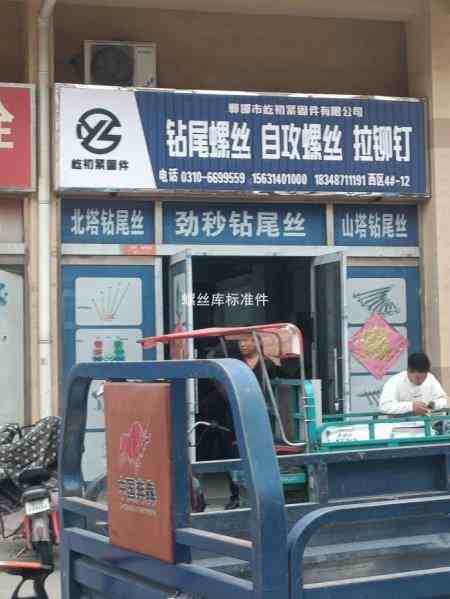 邯郸市屹初紧固件有限公司
屹初紧固件
钻尾螺丝 自攻螺丝 拉铆钉
电话 0310-6699559 15631401000 18348711191 西区4#-12
北塔钻尾丝
劲秒钻尾丝
山塔钻尾丝
螺丝库标准件